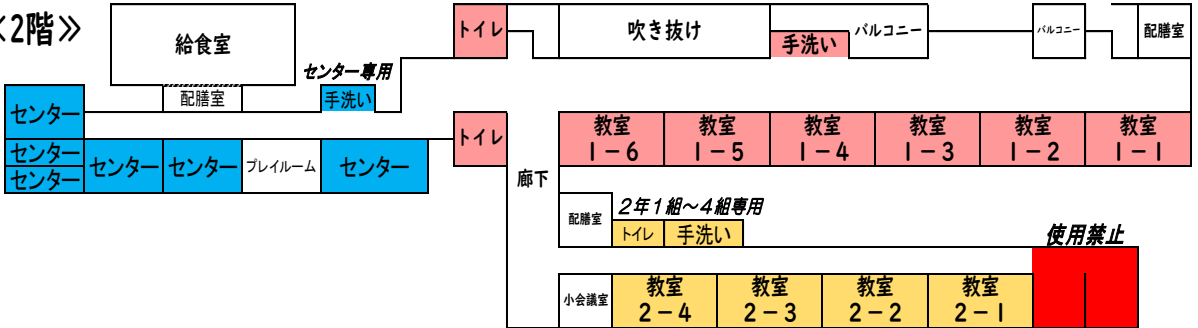 ≪2階≫
給食室
トイレ
吹き抜け
手洗い
バルコニー
バルコニー
配膳室
センター専用
配膳室
手洗い
センター
センター
センター
センター
センター
プレイルーム
センター
トイレ
教室
1-6
教室
1-5
教室
1-4
教室
1-3
教室
1-2
教室
1-1
廊下
配膳室
2年1組～4組専用
トイレ
手洗い
使用禁止
小会議室
教室
2-4
教室
2-3
教室
2-2
教室
2-1